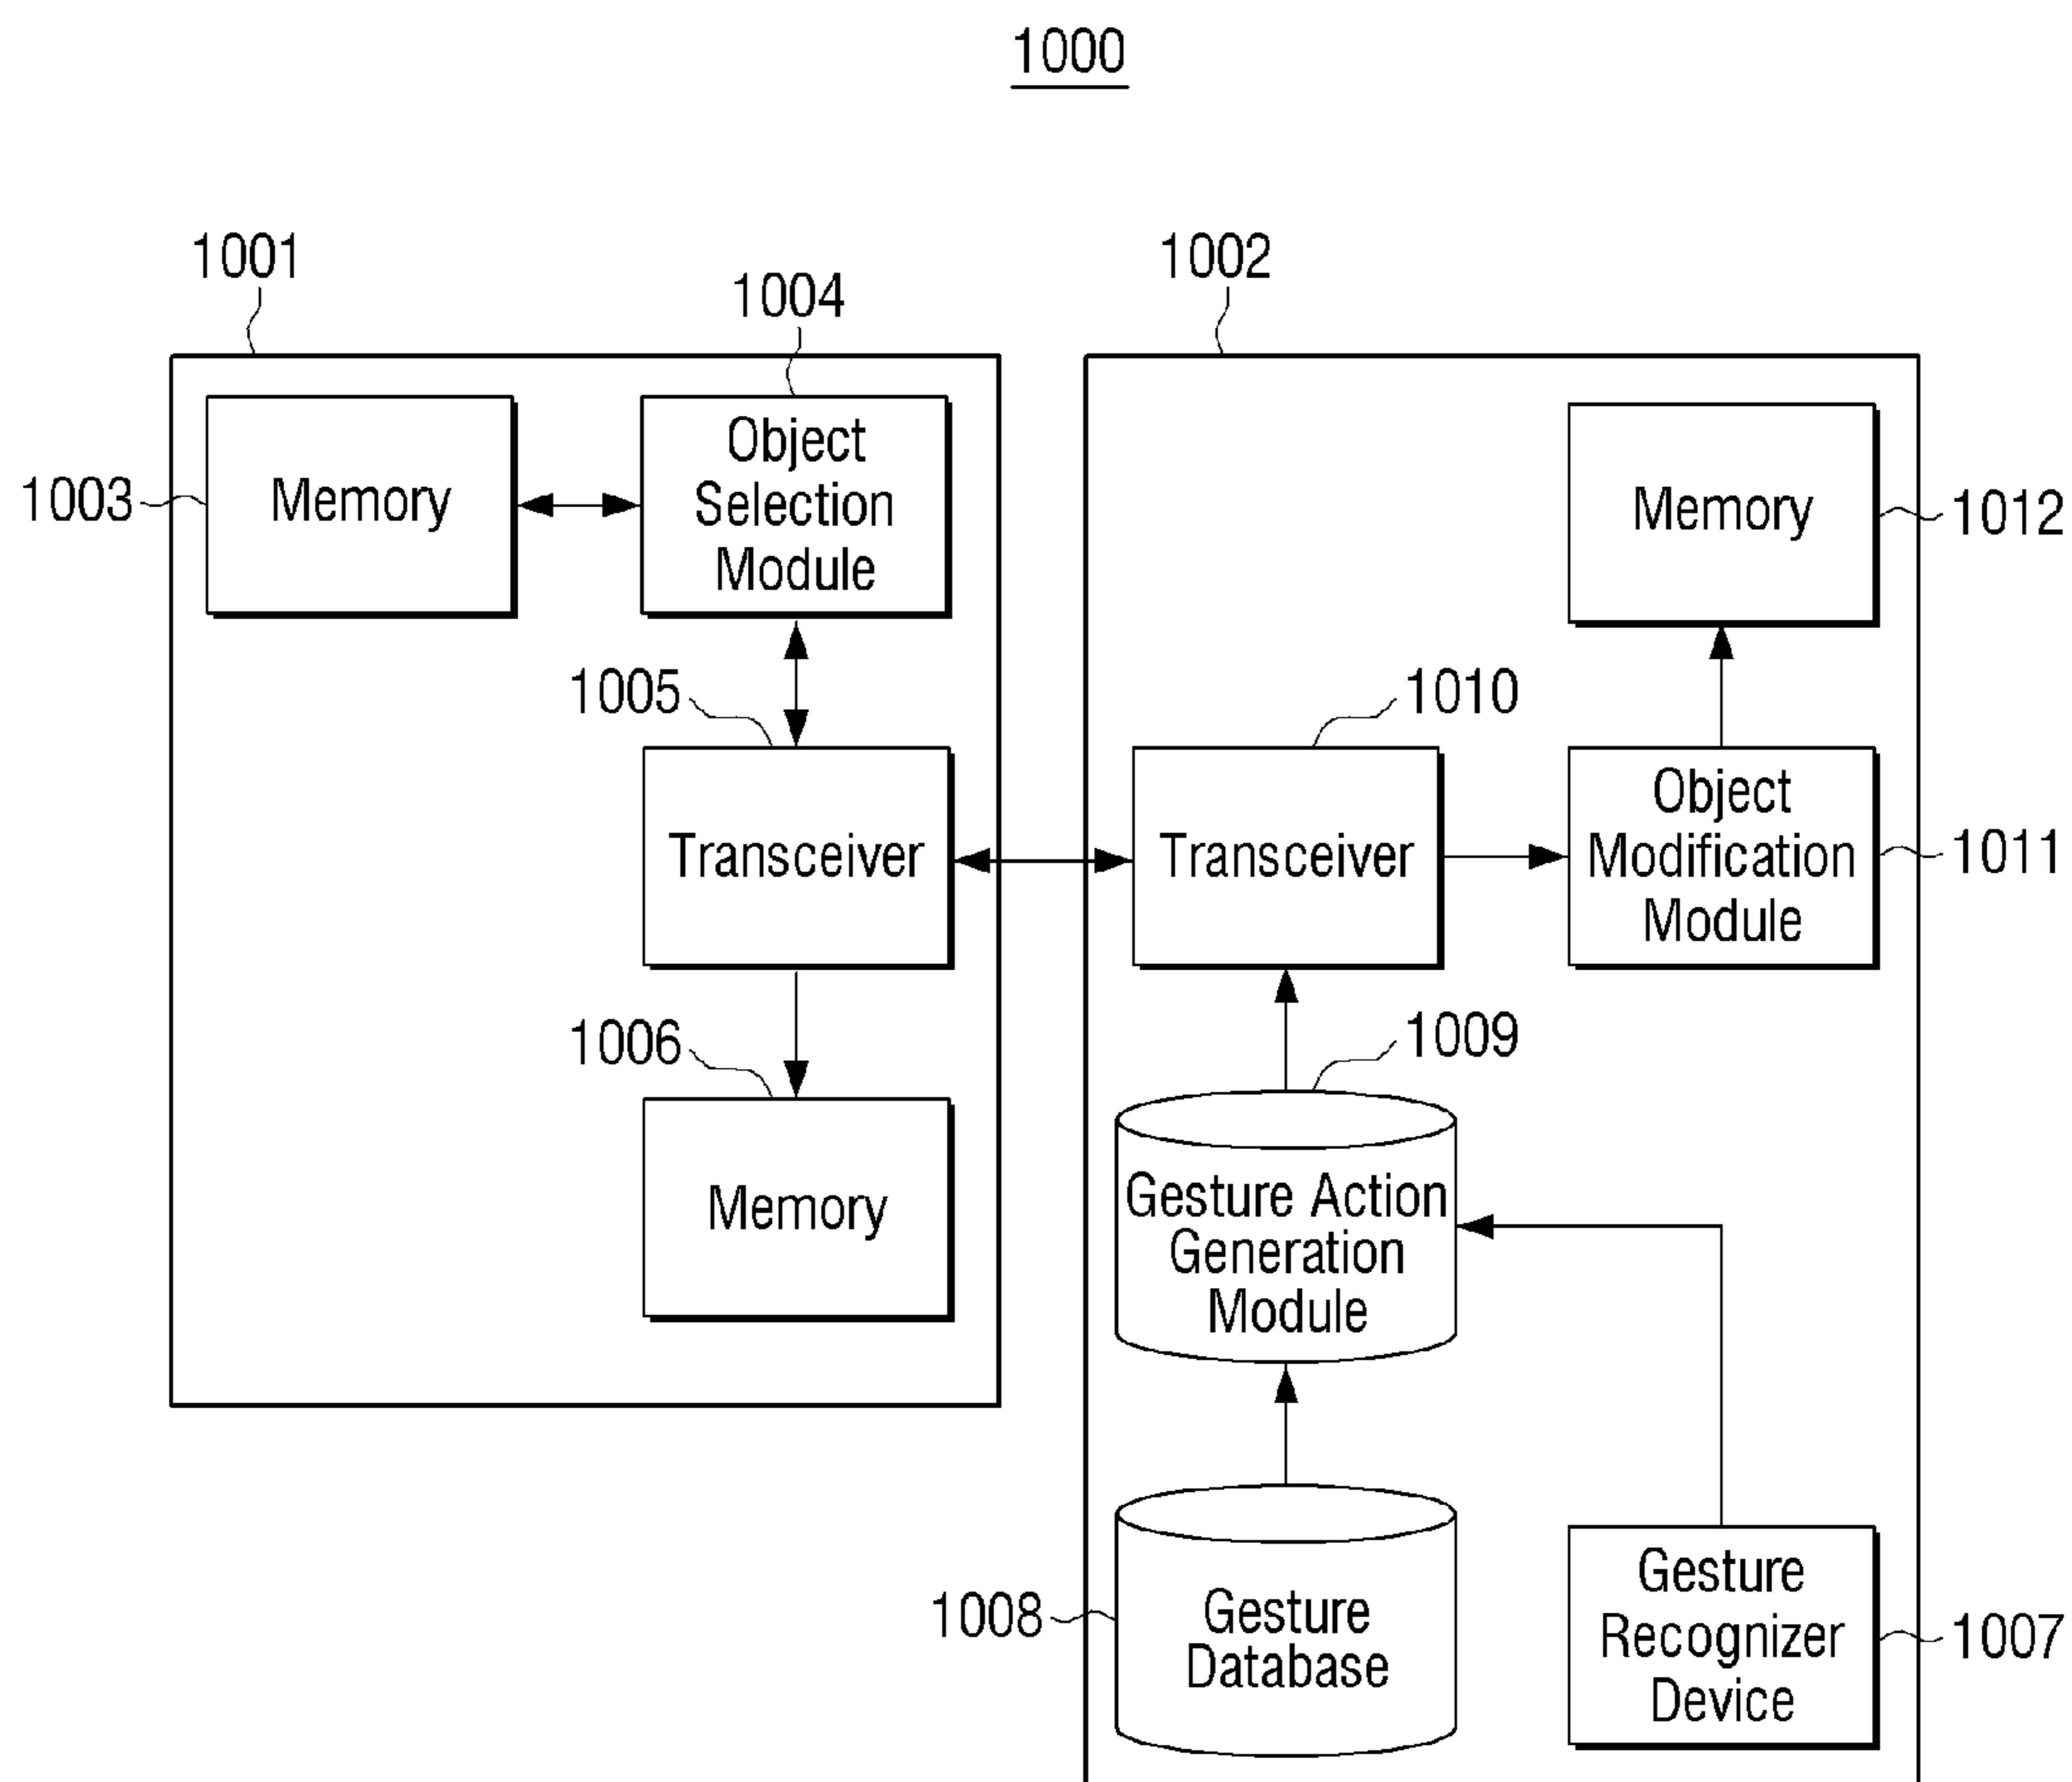 1000
1001
1002
1004
1003
Memory
Object
Selection
Module
Memory
1012
1005
1010
Transceiver
Transceiver
Object
Modification
Module
1011
1006
1009
Memory
Gesture Action
Generation
Module
1008
Gesture
Database
Gesture
Recognizer
Device
1007